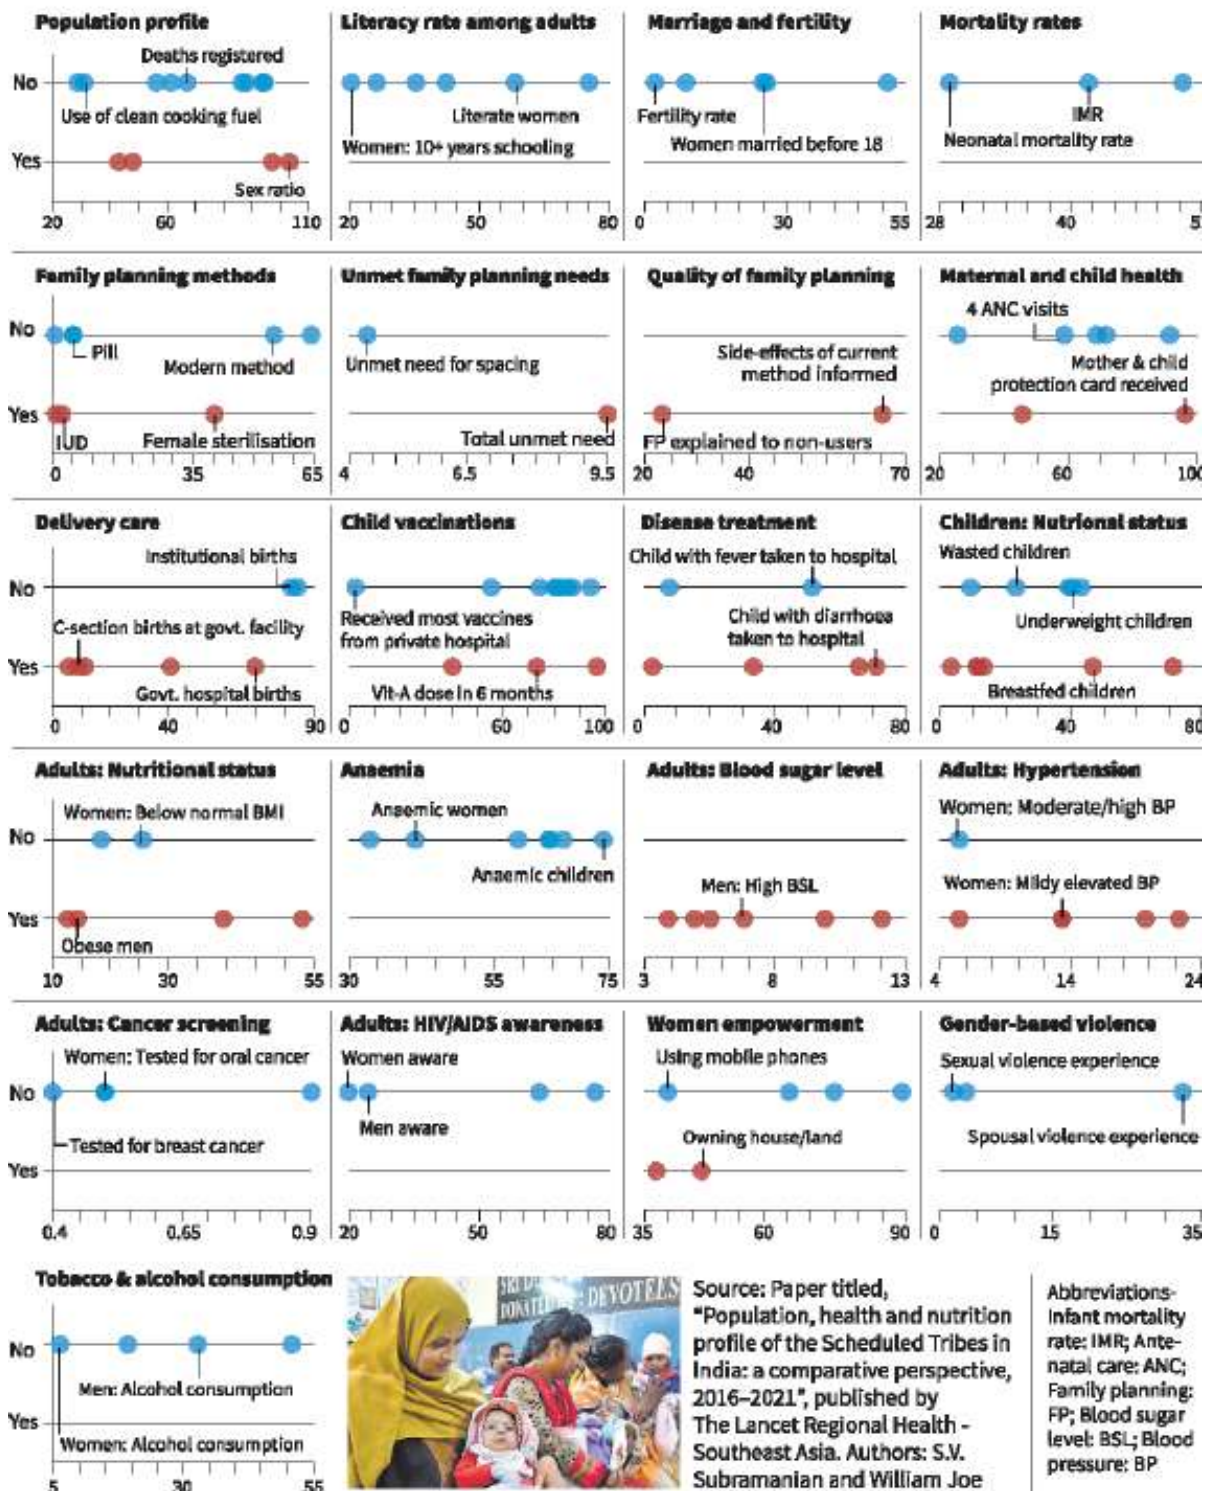 Population profile
Deaths registered
No
Use of clean cooking fuel
Yes
Sex ratio
20 60 110
Literacy rate among adults
Literate women
Women: 10+ years schooling
20 50 80
Marriage and fertility
Fertility rate
Women married before 18
0 30 55
Mortality rates
IMR
Neonatal mortality rate
28 40
Family planning methods
No
Pill
Modern method
Yes
IUD
Female sterilisation
0 35 65
Unmet family planning needs
Unmet need for spacing
Total unmet need
4 6.5 9.5
Quality of family planning
Side-effects of current
method informed
FP explained to non-users
20 40 70
Maternal and child health
4 ANC visits
Mother & child
protection card received
20 60 100
Delivery care
Institutional births
No
C-section births at govt. facility
Yes
Govt. hospital births
0 40 90
Child vaccinations
Received most vaccines
from private hospital
Vit-A dose in 6 months
0 60 100
Disease treatment
Child with fever taken to hospital
Child with diarrhoea
taken to hospital
0 40 80
Children: Nutrional status
Wasted children
Underweight children
Breastfed children
0 40 80
Adults: Nutritional status
Women: Below normal BMI
No
Yes
Obese men
10 30 55
Anaemia
Anaemic women
Anaemic children
30 55 75
Adults: Blood sugar level
Men: High BSL
3 8 13
Adults: Hypertension
Women: Moderate/high BP
Women: Mildy elevated BP
4 14 24
Adults: Cancer screening
Women: Tested for oral cancer
No
Tested for breast cancer
Yes
0.4 0.65 0.9
Adults: HIV/AIDS awareness
Women aware
Men aware
20 50 80
Women empowerment
Using mobile phones
Owning house/land
35 60 90
Gender-based violence
Sexual violence experience
Spousal violence experience
0 15 35
Tobacco & alcohol consumption
No
Men: Alcohol consumption
Yes
Women: Alcohol consumption
5 30 55
DEVOTEES
Source: Paper titled,
"Population, health and nutrition
profile of the Scheduled Tribes in
India: a comparative perspective,
2016–2021", published by
The Lancet Regional Health -
Southeast Asia. Authors: S.V.
Subramanian and William Joe
Abbreviations-
Infant mortality
rate: IMR; Ante-
natal care: ANC;
Family planning:
FP; Blood sugar
level: BSL; Blood
pressure: BP